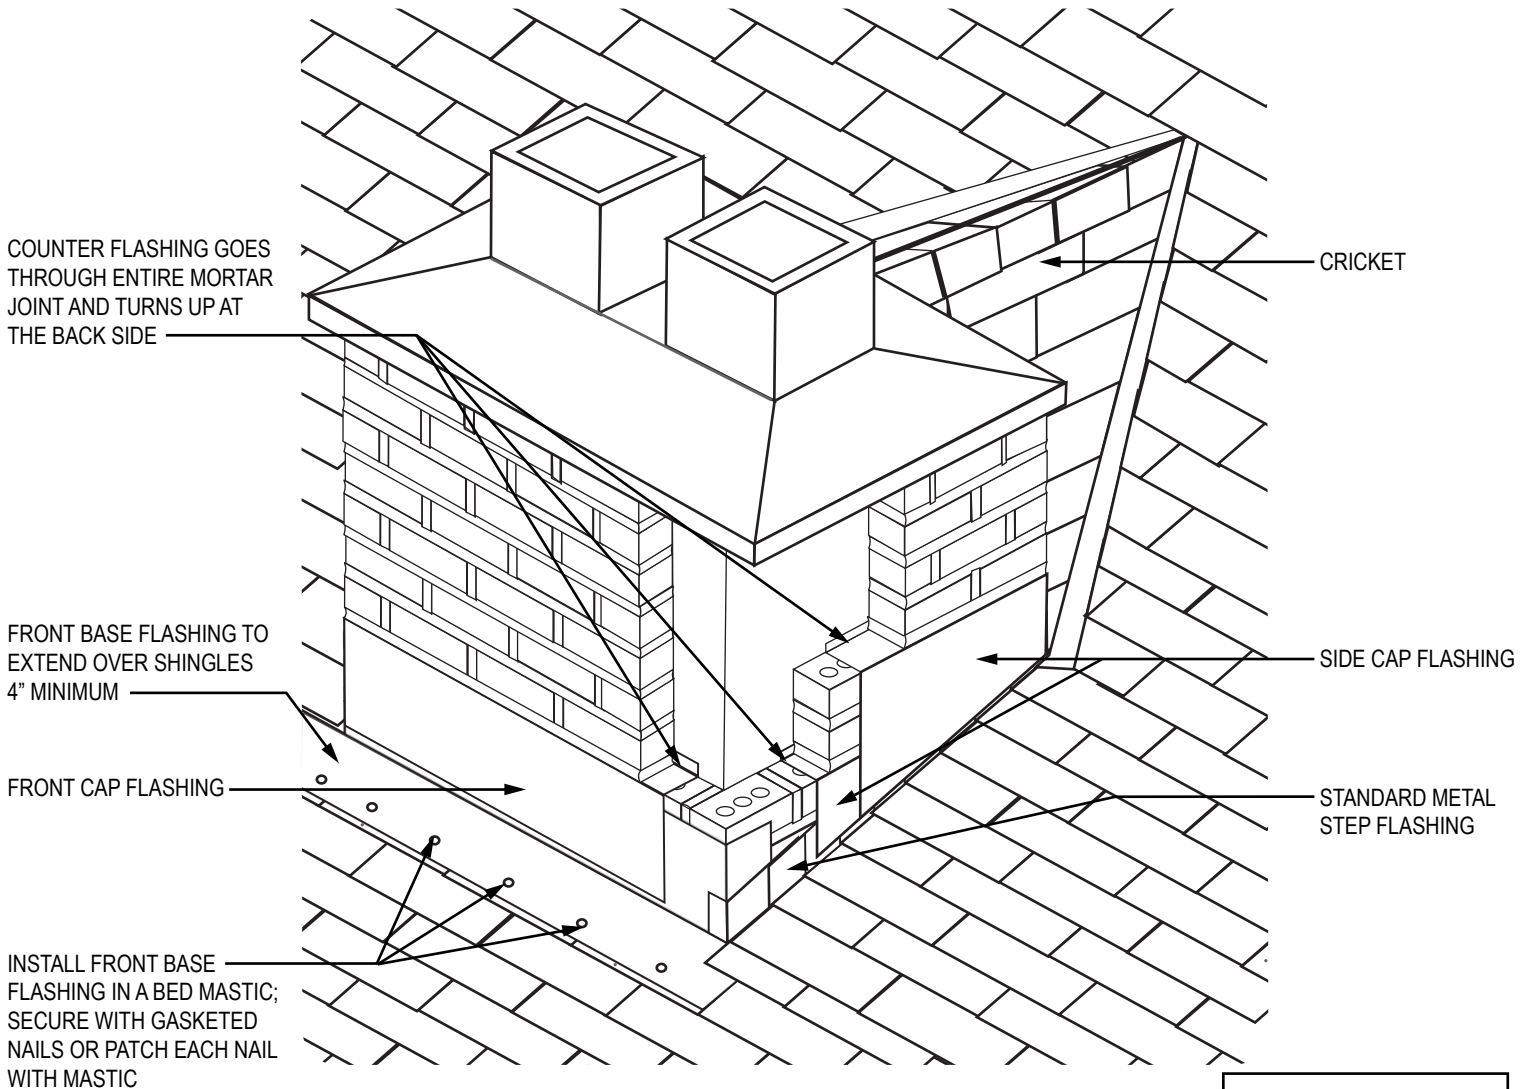 COUNTER FLASHING GOES
THROUGH ENTIRE MORTAR
JOINT AND TURNS UP AT
THE BACK SIDE
FRONT BASE FLASHING TO
EXTEND OVER SHINGLES
4” MINIMUM
FRONT CAP FLASHING
INSTALL FRONT BASE
FLASHING IN A BED MASTIC;
SECURE WITH GASKETED
NAILS OR PATCH EACH NAIL
WITH MASTIC
CRICKET
SIDE CAP FLASHING
STANDARD METAL
STEP FLASHING